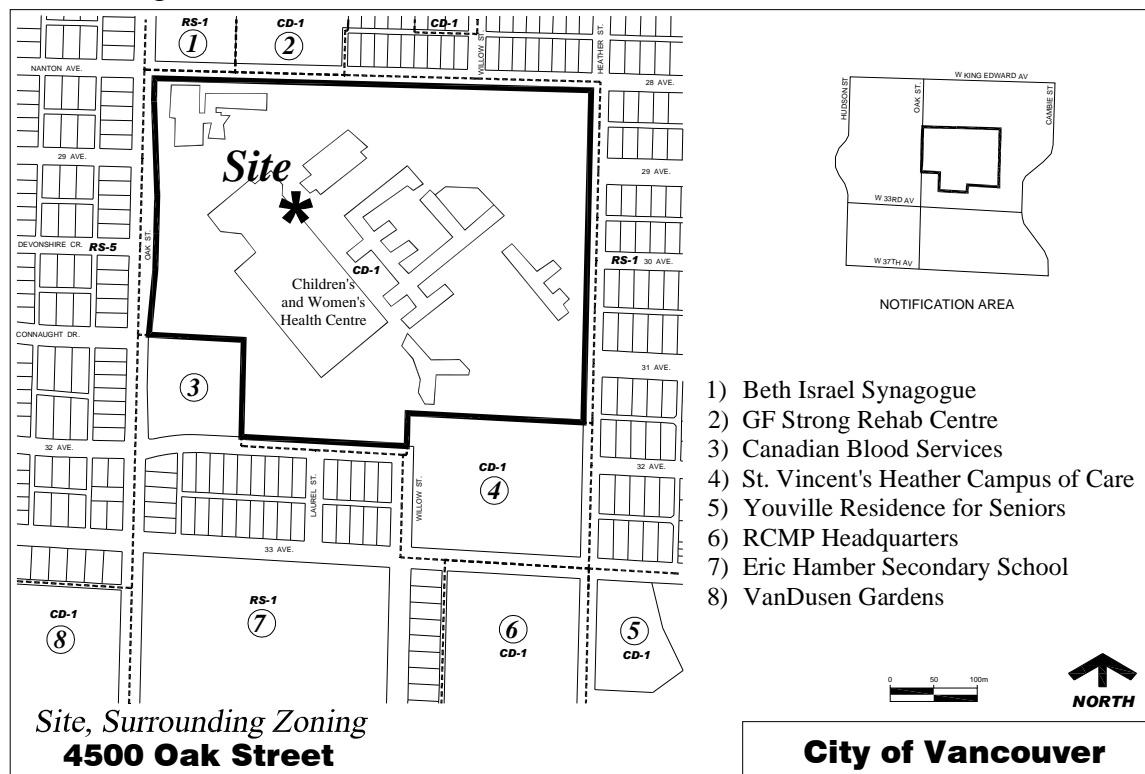 RS-1
1
CD-1
2
CD-1
WILLOW ST.
HEATHER ST.
NANTON AVE.
28 AVE.
29 AVE.
29 AVE.
Site
*
OAK ST.
DEVONSHIRE CR.
RS-5
CD-1
Children's
and Women's
Health Centre
RS-1
30 AVE.
CONNAUGHT DR.
31 AVE.
3
32 AVE.
32 AVE.
LAUREL ST.
WILLOW ST.
CD-1
4
33 AVE.
CD-1
8
RS-1
7
6
CD-1
5
CD-1
HUDSON ST
OAK ST.
W KING EDWARD AV
CAMBIE ST
W 33RD AV
W 37TH AV
NOTIFICATION AREA
1) Beth Israel Synagogue
2) GF Strong Rehab Centre
3) Canadian Blood Services
4) St. Vincent's Heather Campus of Care
5) Youville Residence for Seniors
6) RCMP Headquarters
7) Eric Hamber Secondary School
8) VanDusen Gardens
0 50 100m
NORTH
Site, Surrounding Zoning
4500 Oak Street
City of Vancouver